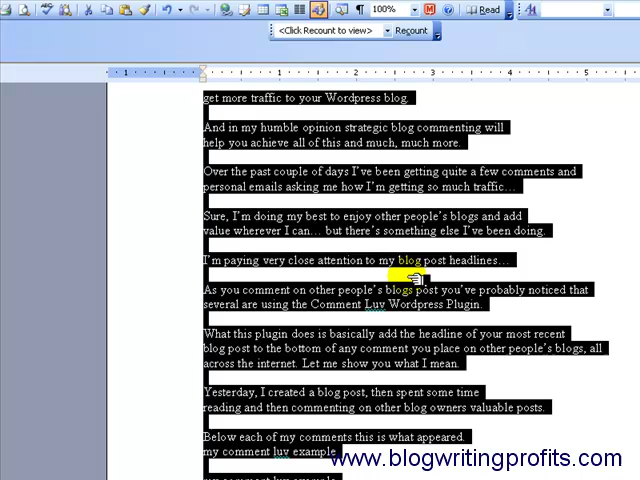 100%
Read
<Click Recount to view>
Recount
1 1 2 3 4 5
get more traffic to your Wordpress blog.
And in my humble opinion strategic blog commenting will
help you achieve all of this and much, much more.
Over the past couple of days I've been getting quite a few comments and
personal emails asking me how I'm getting so much traffic…
Sure, I'm doing my best to enjoy other people's blogs and add
value wherever I can… but there's something else I've been doing.
I'm paying very close attention to my blog post headlines…
As you comment on other people's blogs post you've probably noticed that
several are using the Comment Luv Wordpress Plugin.
What this plugin does is basically add the headline of your most recent
blog post to the bottom of any comment you place on other people's blogs, all
across the internet. Let me show you what I mean.
Yesterday, I created a blog post, then spent some time
reading and then commenting on other blog owners valuable posts.
Below each of my comments this is what appeared.
my comment luv example
www.blogwritingprofits.com